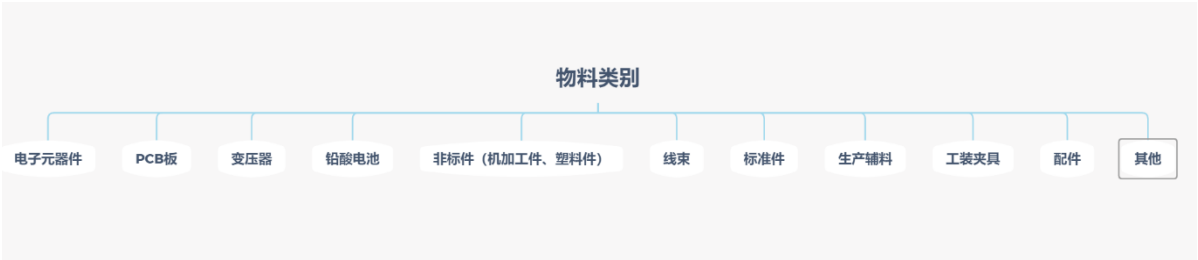 物料类别
电子元器件
PCB板
变压器
铅酸电池
非标件（机加工件、塑料件）
线束
标准件
生产辅料
工装夹具
配件
其他